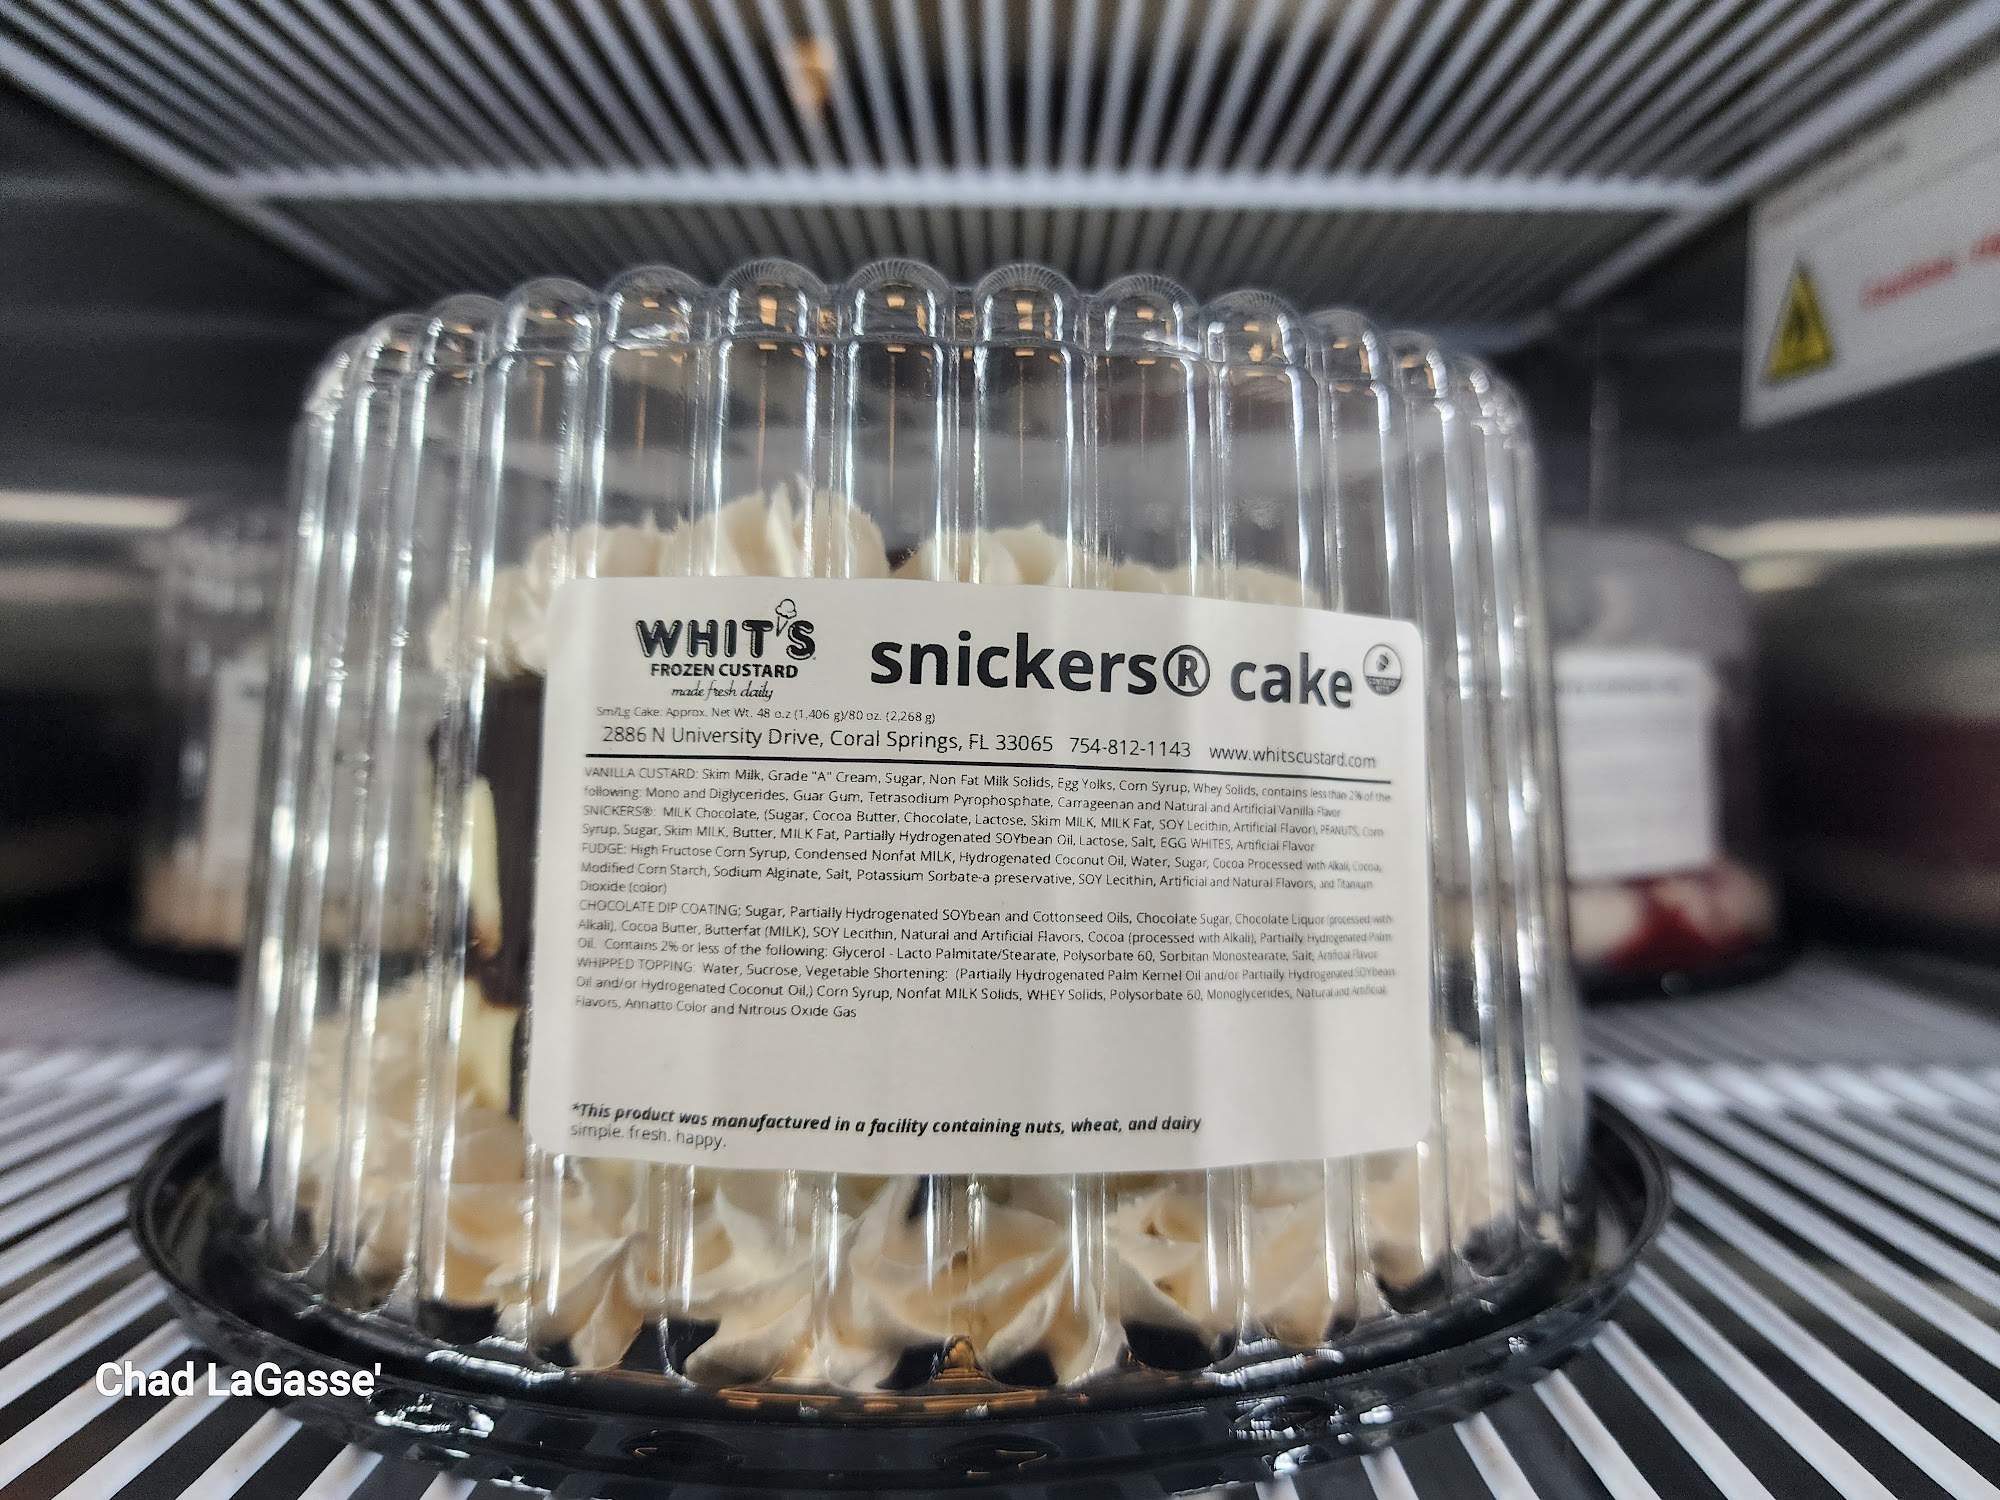 WHIT'S
FROZEN CUSTARD
made fresh daily
snickers® cake
CONTAINS
NUTS
Sm/Lg Cake: Approx. Net Wt. 48 o.z (1,406 g)/80 oz. (2,268 g)
2886 N University Drive, Coral Springs, FL 33065 754-812-1143 www.whitscustard.com
VANILLA CUSTARD: Skim Milk, Grade "A" Cream, Sugar, Non Fat Milk Solids, Egg Yolks, Corn Syrup, Whey Solids, contains less than 2% of the
following: Mono and Diglycerides, Guar Gum, Tetrasodium Pyrophosphate, Carrageenan and Natural and Artificial Vanilla Flavor
SNICKERS®: MILK Chocolate, (Sugar, Cocoa Butter, Chocolate, Lactose, Skim MILK, MILK Fat, SOY Lecithin, Artificial Flavor), PEANUTS, Corn
Syrup, Sugar, Skim MILK, Butter, MILK Fat, Partially Hydrogenated SOYbean Oil, Lactose, Salt, EGG WHITES, Artificial Flavor
FUDGE: High Fructose Corn Syrup, Condensed Nonfat MILK, Hydrogenated Coconut Oil, Water, Sugar, Cocoa Processed with Alkali, Cocoa,
Modified Corn Starch, Sodium Alginate, Salt, Potassium Sorbate-a preservative, SOY Lecithin, Artificial and Natural Flavors, and Titanium
Dioxide (color)
CHOCOLATE DIP COATING; Sugar, Partially Hydrogenated SOYbean and Cottonseed Oils, Chocolate Sugar, Chocolate Liquor (processed with
Alkali), Cocoa Butter, Butterfat (MILK), SOY Lecithin, Natural and Artificial Flavors, Cocoa (processed with Alkali), Partially Hydrogenated Palm
Oil. Contains 2% or less of the following: Glycerol - Lacto Palmitate/Stearate, Polysorbate 60, Sorbitan Monostearate, Salt, Artificial Flavor
WHIPPED TOPPING: Water, Sucrose, Vegetable Shortening: (Partially Hydrogenated Palm Kernel Oil and/or Partially Hydrogenated SOYbean
Oil and/or Hydrogenated Coconut Oil,) Corn Syrup, Nonfat MILK Solids, WHEY Solids, Polysorbate 60, Monoglycerides, Natural and Artificial
Flavors, Annatto Color and Nitrous Oxide Gas
*This product was manufactured in a facility containing nuts, wheat, and dairy
simple. fresh. happy.
Chad LaGasse'